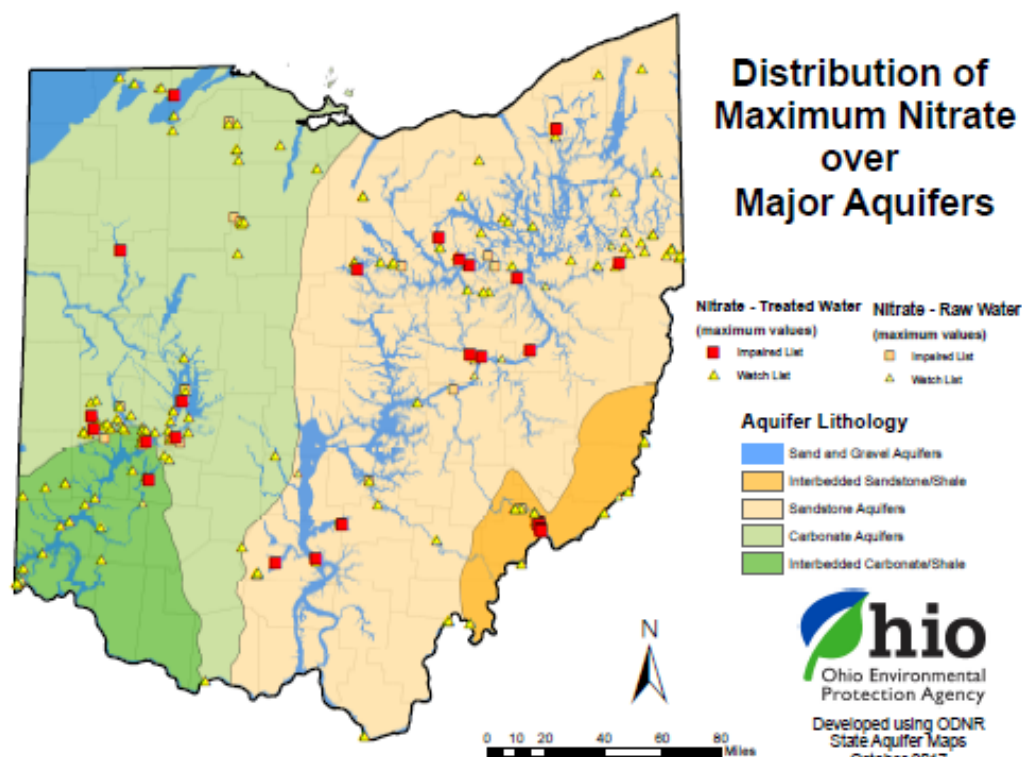 Distribution of
Maximum Nitrate
over
Major Aquifers
Nitrate - Treated Water
(maximum values)
Impaired List
Watch List
Nitrate - Raw Water
(maximum values)
Impaired List
Watch List
Aquifer Lithology
Sand and Gravel Aquifers
Interbedded Sandstone/Shale
Sandstone Aquifers
Carbonate Aquifers
Interbedded Carbonate/Shale
N
0 10 20 40 60 80
Miles
Ohio
Ohio Environmental
Protection Agency
Developed using ODNR
State Aquifer Maps
October 2017